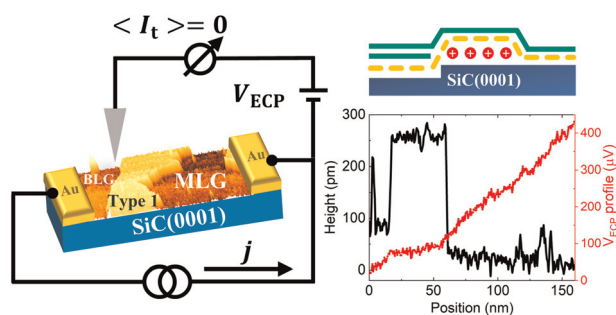 < I_t > = 0
V_ECP
Au
BLG
Type 1
MLG
Au
SiC(0001)
j
+ + + +
SiC(0001)
300
200
100
0
Height (pm)
0
50
100
150
Position (nm)
400
300
200
100
0
V_ECP profile (µV)